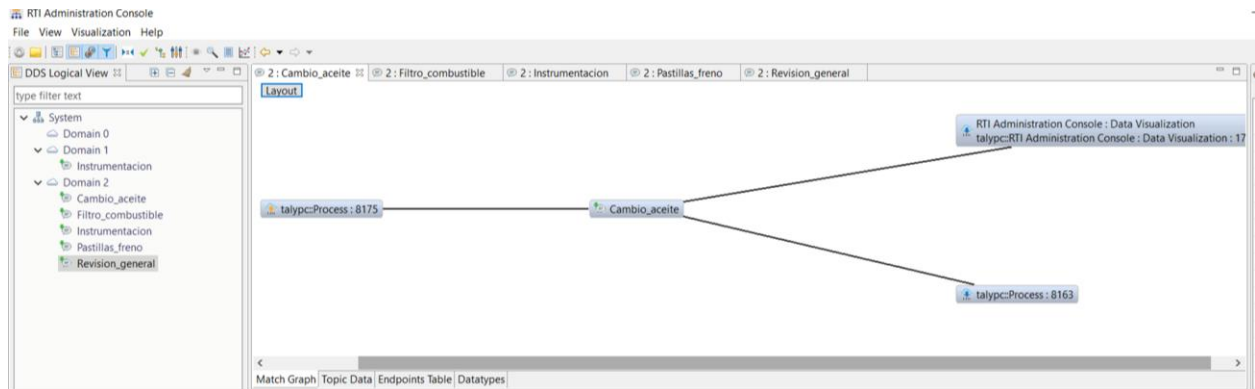 RTI Administration Console
File View Visualization Help
DDS Logical View
2 : Cambio_aceite
2 : Filtro_combustible
2 : Instrumentacion
2 : Pastillas_freno
2 : Revision_general
type filter text
Layout
System
Domain 0
Domain 1
Instrumentacion
Domain 2
Cambio_aceite
Filtro_combustible
Instrumentacion
Pastillas_freno
Revision_general
talypc::Process : 8175
Cambio_aceite
RTI Administration Console : Data Visualization
talypc::RTI Administration Console : Data Visualization : 17
talypc::Process : 8163
Match Graph Topic Data Endpoints Table Datatypes